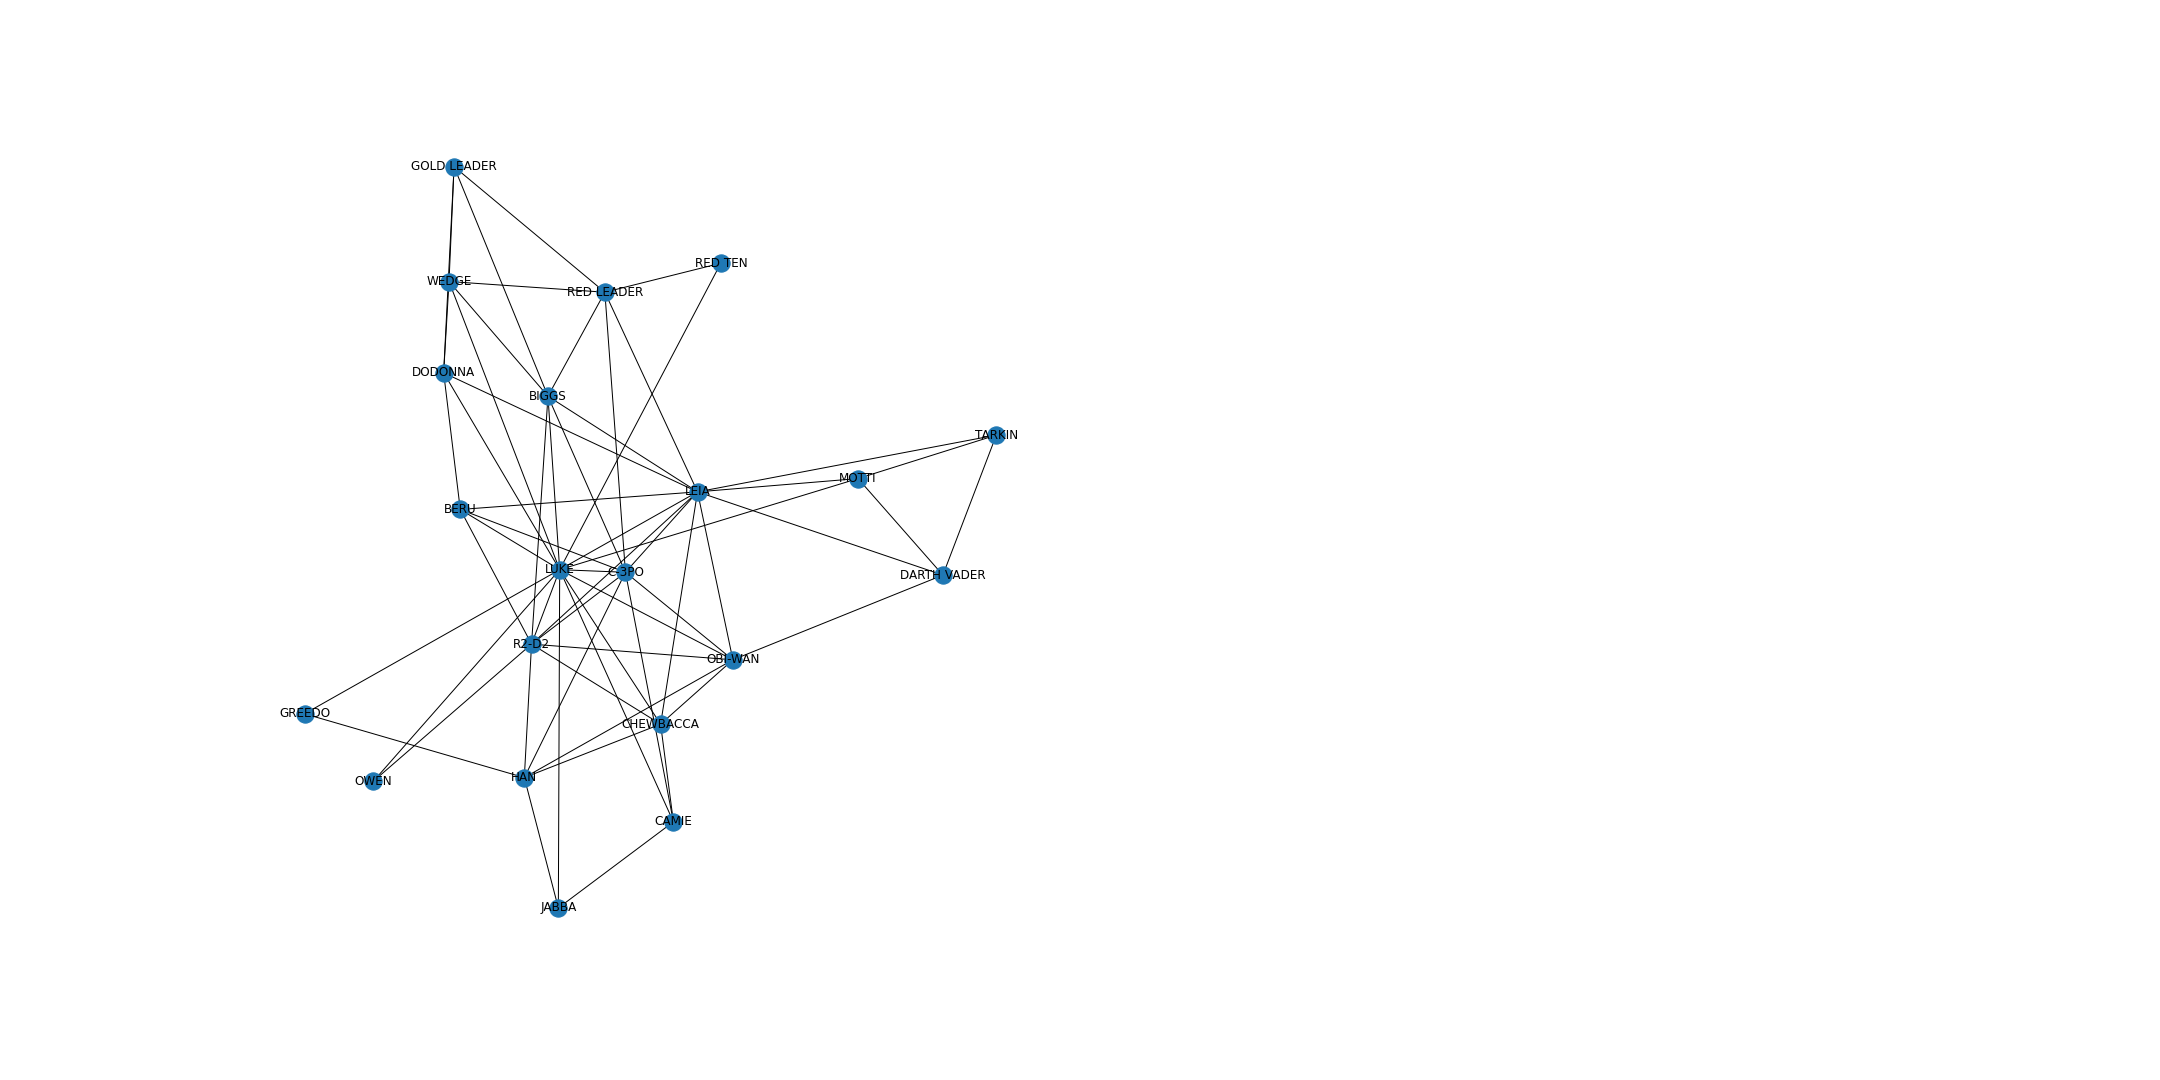 GOLD LEADER
RED TEN
WEDGE
RED LEADER
DODONNA
BIGGS
TARKIN
MOTTI
LEIA
BERU
LUKE
C-3PO
DARTH VADER
R2-D2
OBI-WAN
GREEDO
CHEWBACCA
HAN
OWEN
CAMIE
JABBA